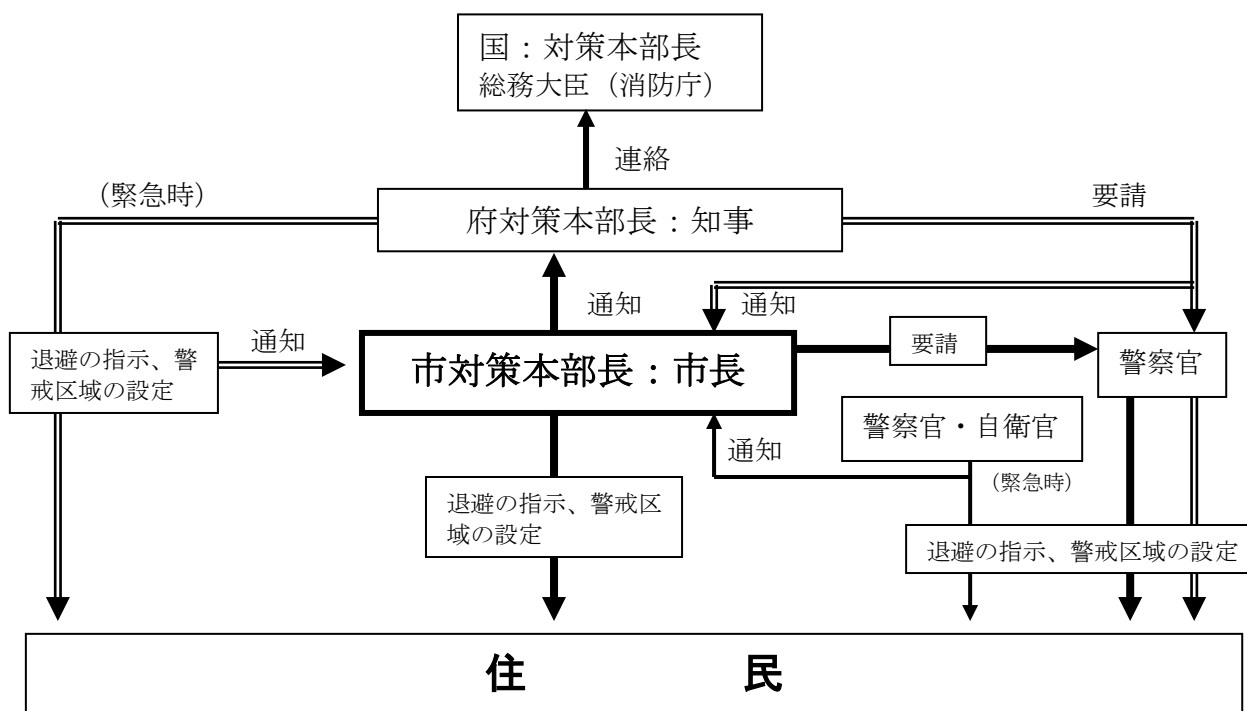 国：対策本部長
総務大臣（消防庁）
連絡
（緊急時）
府対策本部長：知事
要請
通知
通知
退避の指示、警
戒区域の設定
通知
市対策本部長：市長
要請
警察官
警察官・自衛官
通知
（緊急時）
退避の指示、警戒区
域の設定
退避の指示、警戒区域の設定
住　　　民